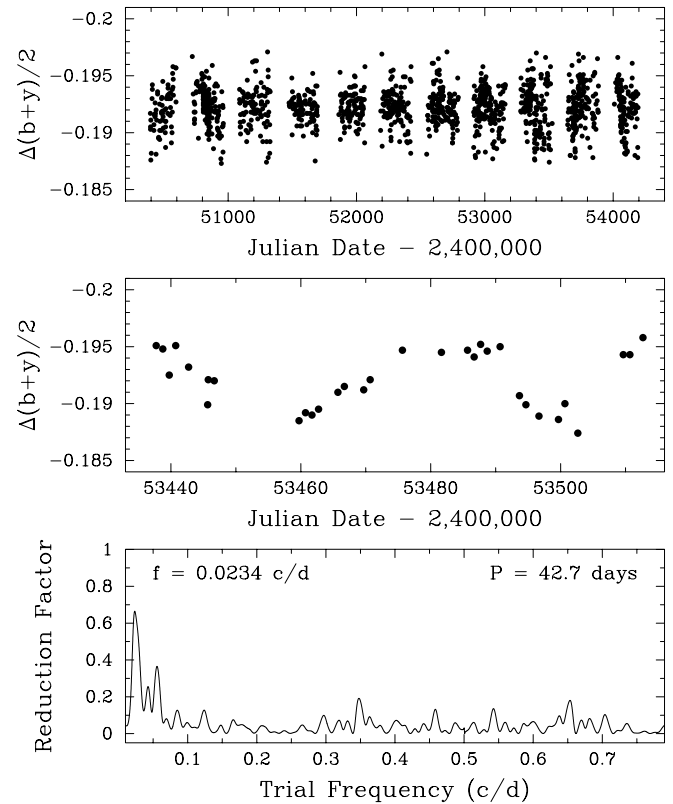 −0.2
−0.195
−0.19
−0.185
Δ(b+y)/2
51000 52000 53000 54000
Julian Date − 2,400,000
−0.2
−0.195
−0.19
−0.185
Δ(b+y)/2
53440 53460 53480 53500
Julian Date − 2,400,000
1
0.8
0.6
0.4
0.2
0
Reduction Factor
f = 0.0234 c/d P = 42.7 days
0.1 0.2 0.3 0.4 0.5 0.6 0.7
Trial Frequency (c/d)